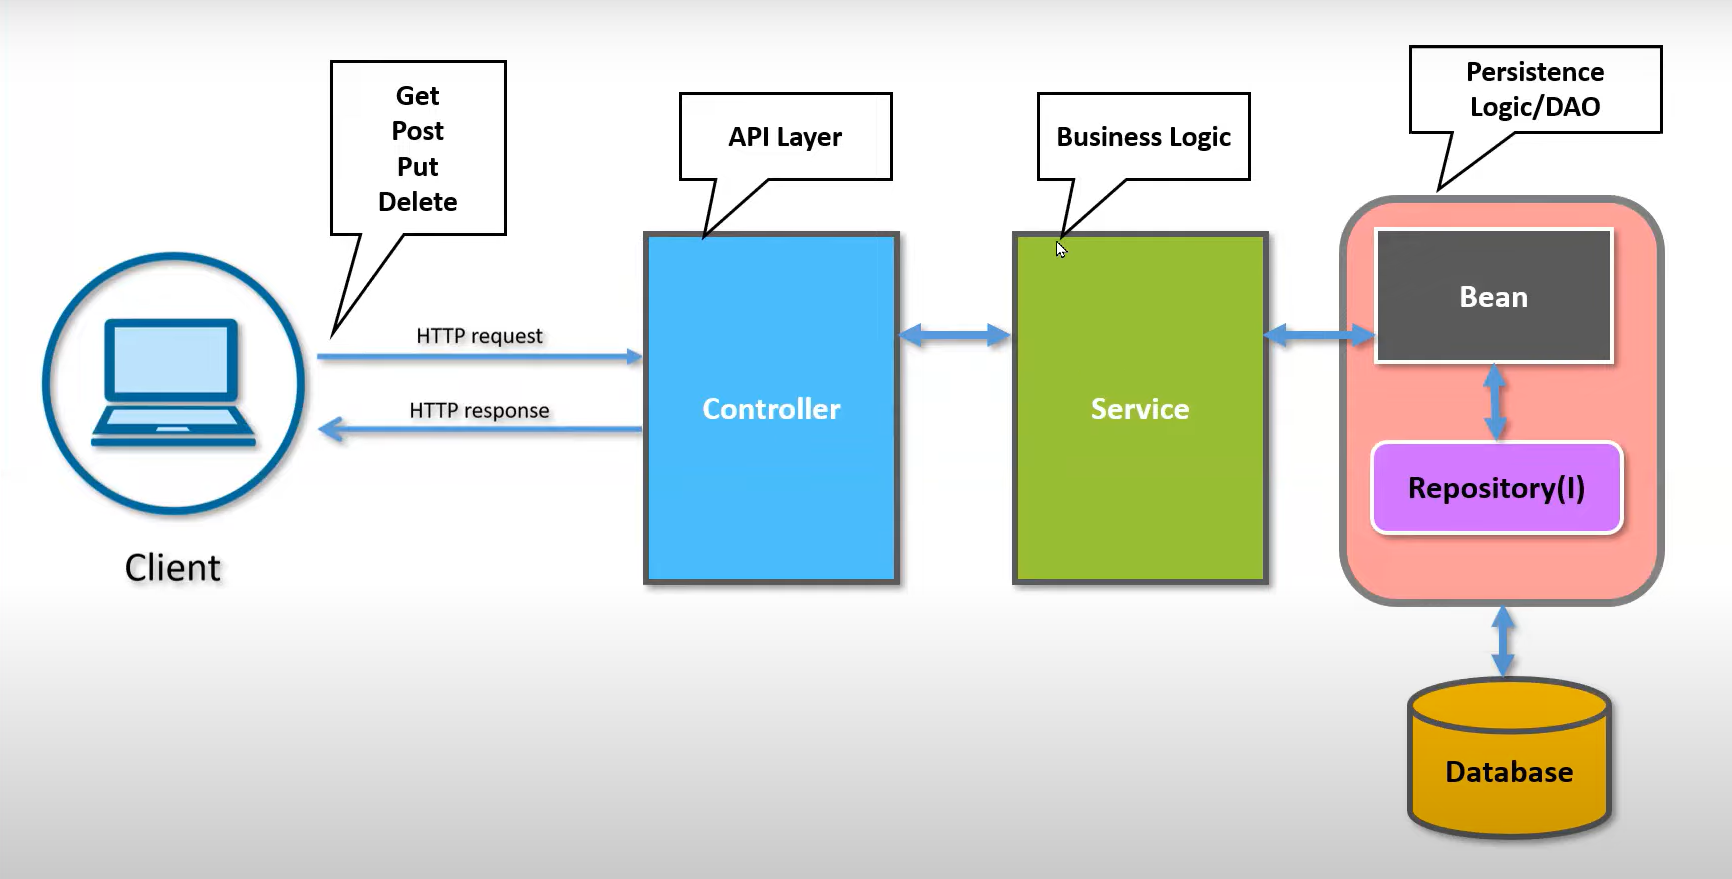 Get
Post
Put
Delete
API Layer
Business Logic
Persistence
Logic/DAO
HTTP request
HTTP response
Client
Controller
Service
Bean
Repository(I)
Database